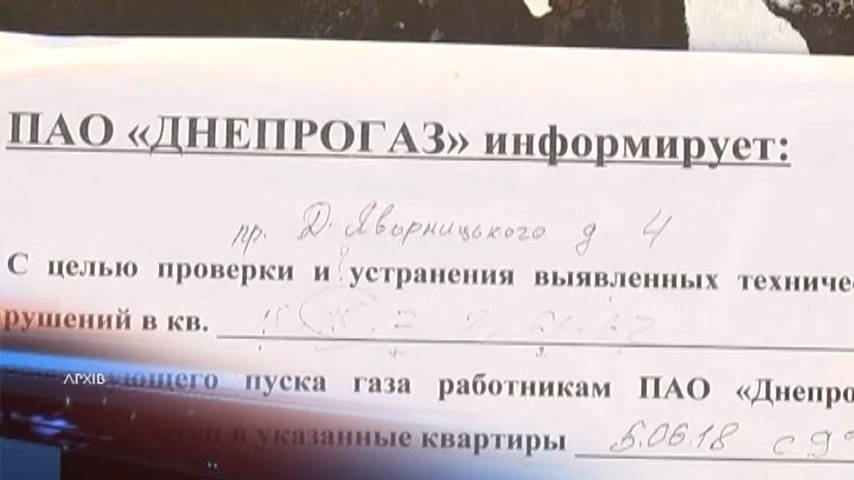 ПАО «ДНЕПРОГАЗ» информирует:
пр. Д. Яворницького д 4
С целью проверки и устранения выявленных техниче
рушений в кв.
АРХІВ
ющего пуска газа работникам ПАО «Днепро
в указанные квартиры 5.06.18 с 9